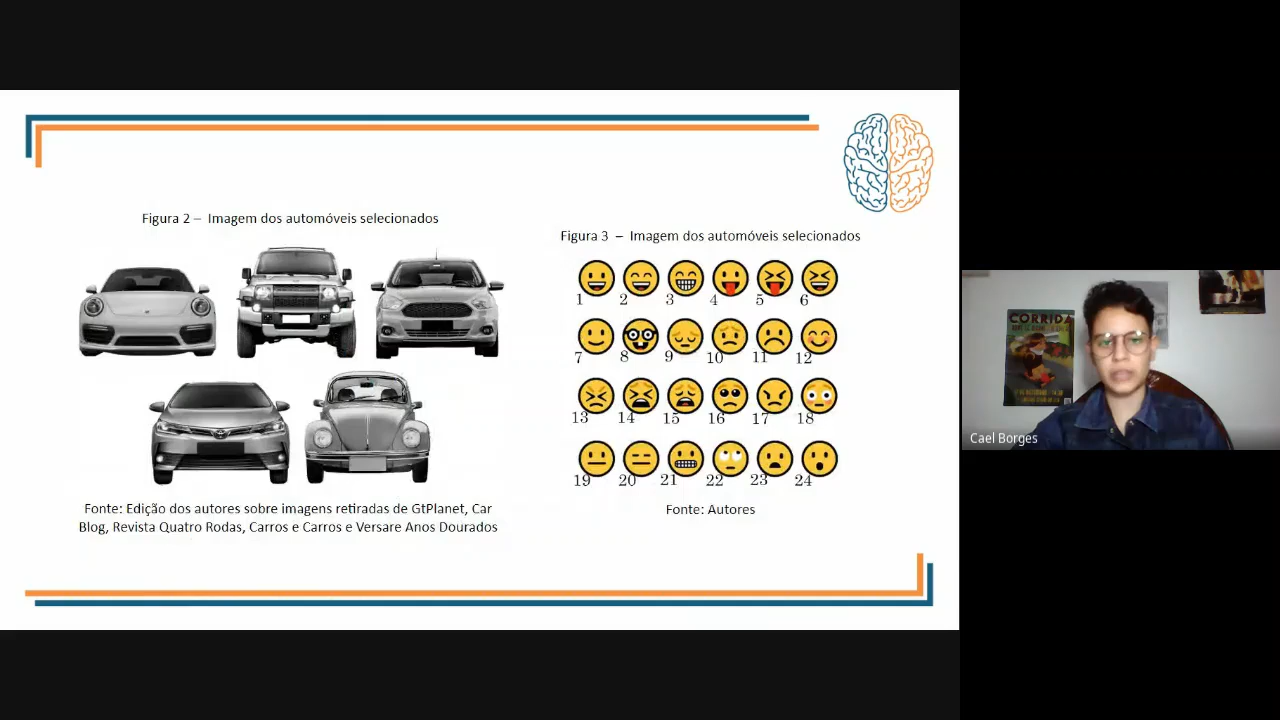 Figura 2 – Imagem dos automóveis selecionados
Fonte: Edição dos autores sobre imagens retiradas de GtPlanet, Car
Blog, Revista Quatro Rodas, Carros e Carros e Versare Anos Dourados
Figura 3 – Imagem dos automóveis selecionados
1 2 3 4 5 6
7 8 9 10 11 12
13 14 15 16 17 18
19 20 21 22 23 24
Fonte: Autores
CORRIDA
Cael Borges